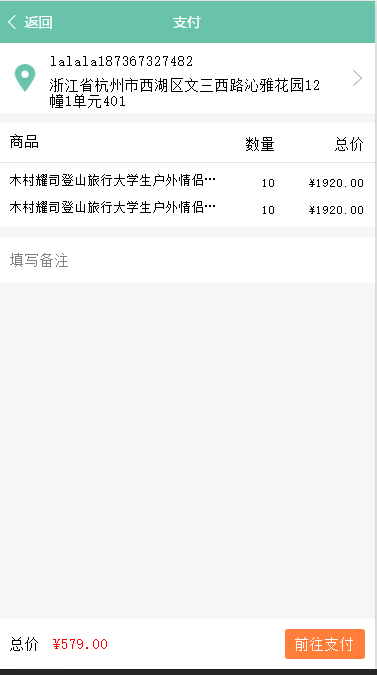 返回 支付
lalala187367327482
浙江省杭州市西湖区文三西路沁雅花园12
幢1单元401
商品 数量 总价
木村耀司登山旅行大学生户外情侣… 10 ¥1920.00
木村耀司登山旅行大学生户外情侣… 10 ¥1920.00
填写备注
总价 ¥579.00 前往支付